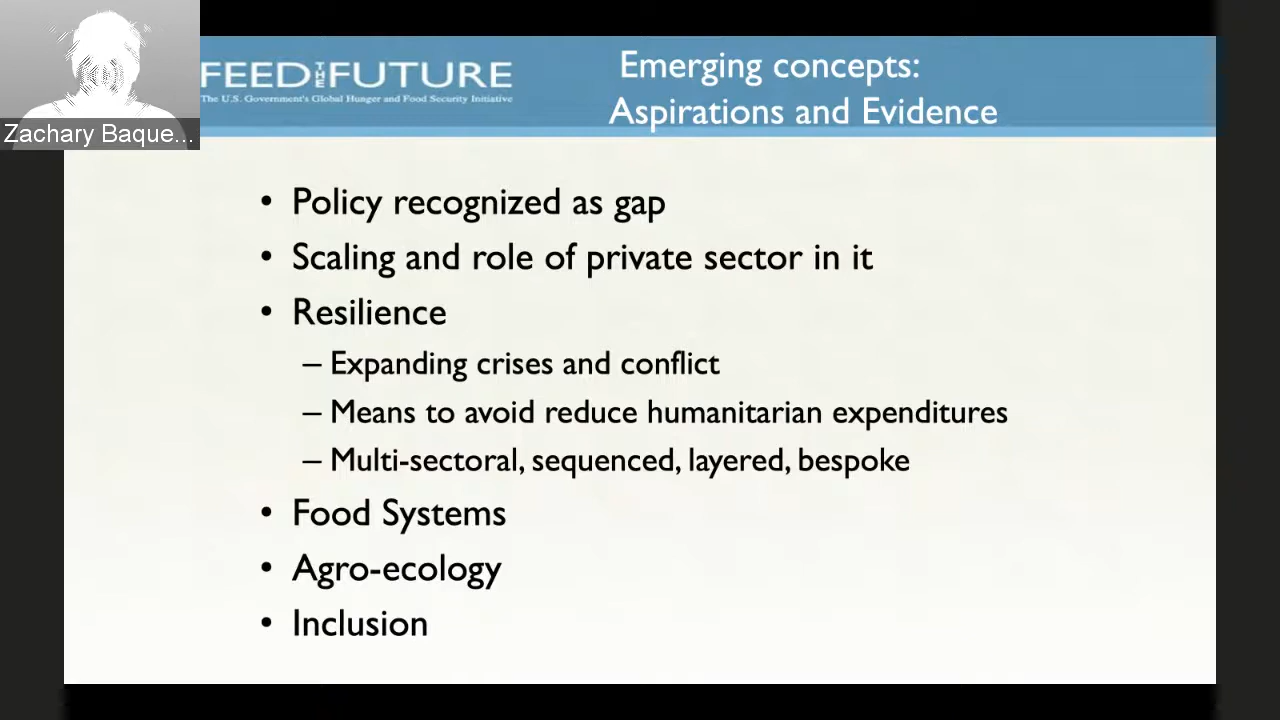 FEED THE FUTURE
The U.S. Government's Global Hunger and Food Security Initiative
Emerging concepts:
Aspirations and Evidence
Zachary Baque...
• Policy recognized as gap
• Scaling and role of private sector in it
• Resilience
– Expanding crises and conflict
– Means to avoid reduce humanitarian expenditures
– Multi-sectoral, sequenced, layered, bespoke
• Food Systems
• Agro-ecology
• Inclusion